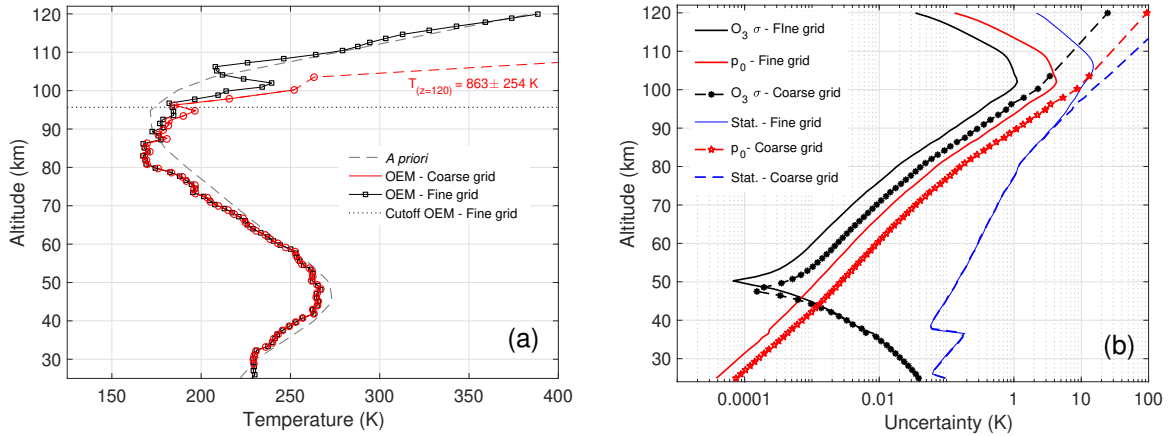 120
110
100
90
80
70
60
50
40
30
Altitude (km)
150 200 250 300 350 400
Temperature (K)
T(z=120) = 863± 254 K
A priori
OEM - Coarse grid
OEM - Fine grid
Cutoff OEM - Fine grid
(a)
120
110
100
90
80
70
60
50
40
30
Altitude (km)
0.0001 0.01 1 10 100
Uncertainty (K)
O3 σ - FIne grid
p0 - Fine grid
O3 σ - Coarse grid
Stat. - Fine grid
p0- Coarse grid
Stat. - Coarse grid
(b)